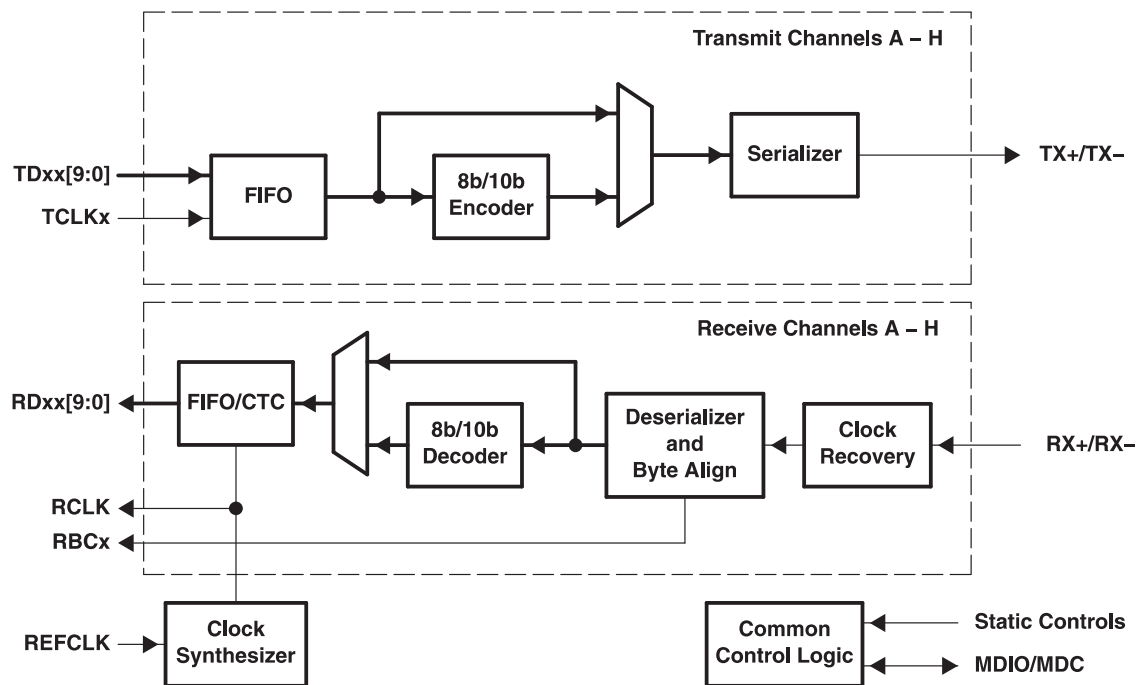 Transmit Channels A – H
TDxx[9:0]
TCLKx
FIFO
8b/10b
Encoder
Serializer
TX+/TX–
Receive Channels A – H
RDxx[9:0]
FIFO/CTC
8b/10b
Decoder
Deserializer
and
Byte Align
Clock
Recovery
RX+/RX–
RCLK
RBCx
REFCLK
Clock
Synthesizer
Common
Control Logic
Static Controls
MDIO/MDC